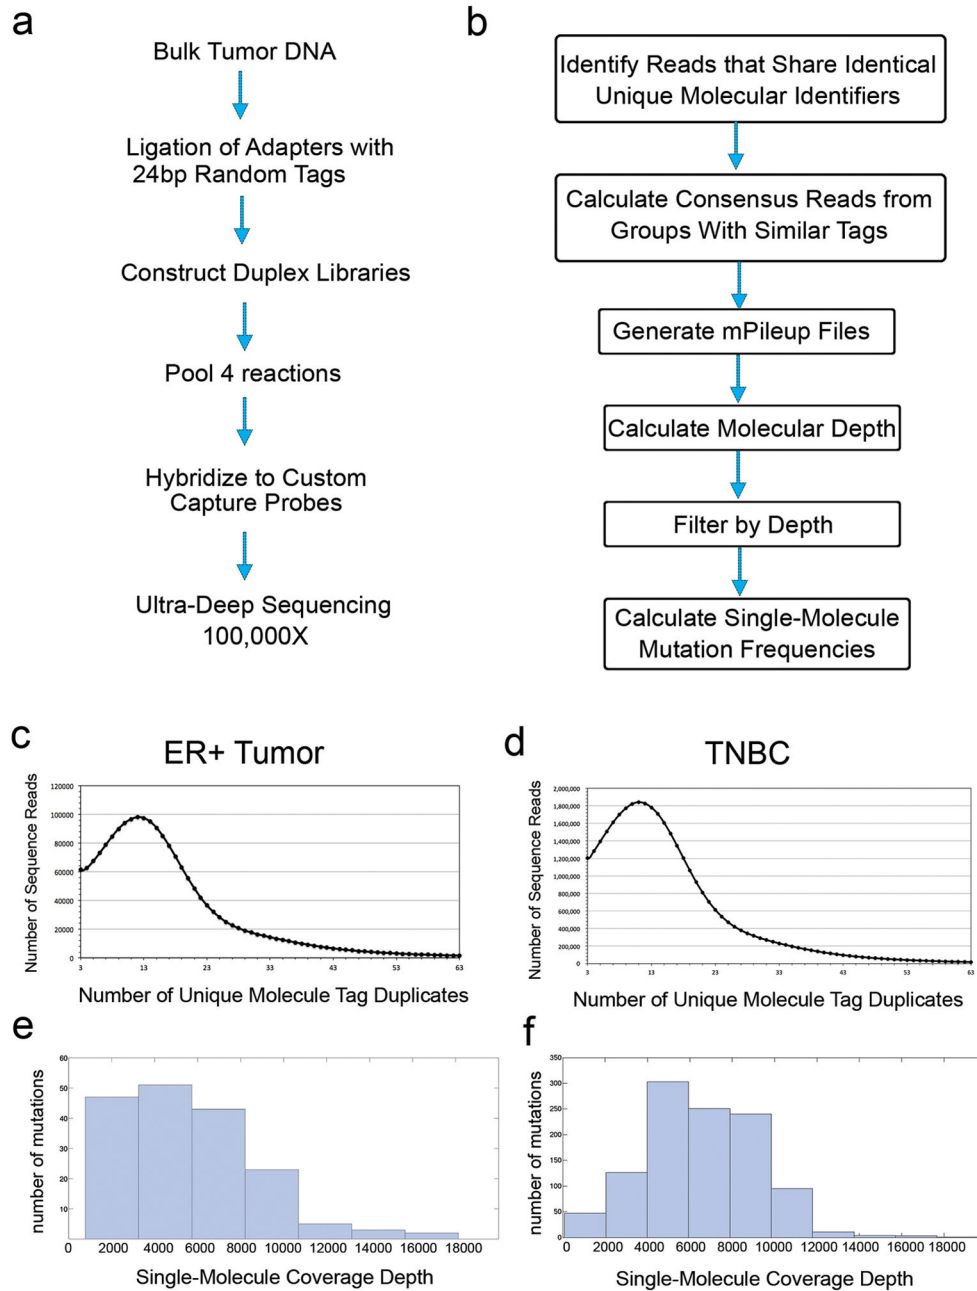 a
Bulk Tumor DNA
Ligation of Adapters with
24bp Random Tags
Construct Duplex Libraries
Pool 4 reactions
Hybridize to Custom
Capture Probes
Ultra-Deep Sequencing
100,000X
b
Identify Reads that Share Identical
Unique Molecular Identifiers
Calculate Consensus Reads from
Groups With Similar Tags
Generate mPileup Files
Calculate Molecular Depth
Filter by Depth
Calculate Single-Molecule
Mutation Frequencies
c
ER+ Tumor
Number of Sequence Reads
120000
100000
80000
60000
40000
20000
0
3 13 23 33 43 53 63
Number of Unique Molecule Tag Duplicates
d
TNBC
Number of Sequence Reads
2,000,000
1,800,000
1,600,000
1,400,000
1,200,000
1,000,000
800,000
600,000
400,000
200,000
0
3 13 23 33 43 53 63
Number of Unique Molecule Tag Duplicates
e
number of mutations
60
50
40
30
20
10
0 2000 4000 6000 8000 10000 12000 14000 16000 18000
Single-Molecule Coverage Depth
f
number of mutations
350
300
250
200
150
100
50
0
0 2000 4000 6000 8000 10000 12000 14000 16000 18000
Single-Molecule Coverage Depth